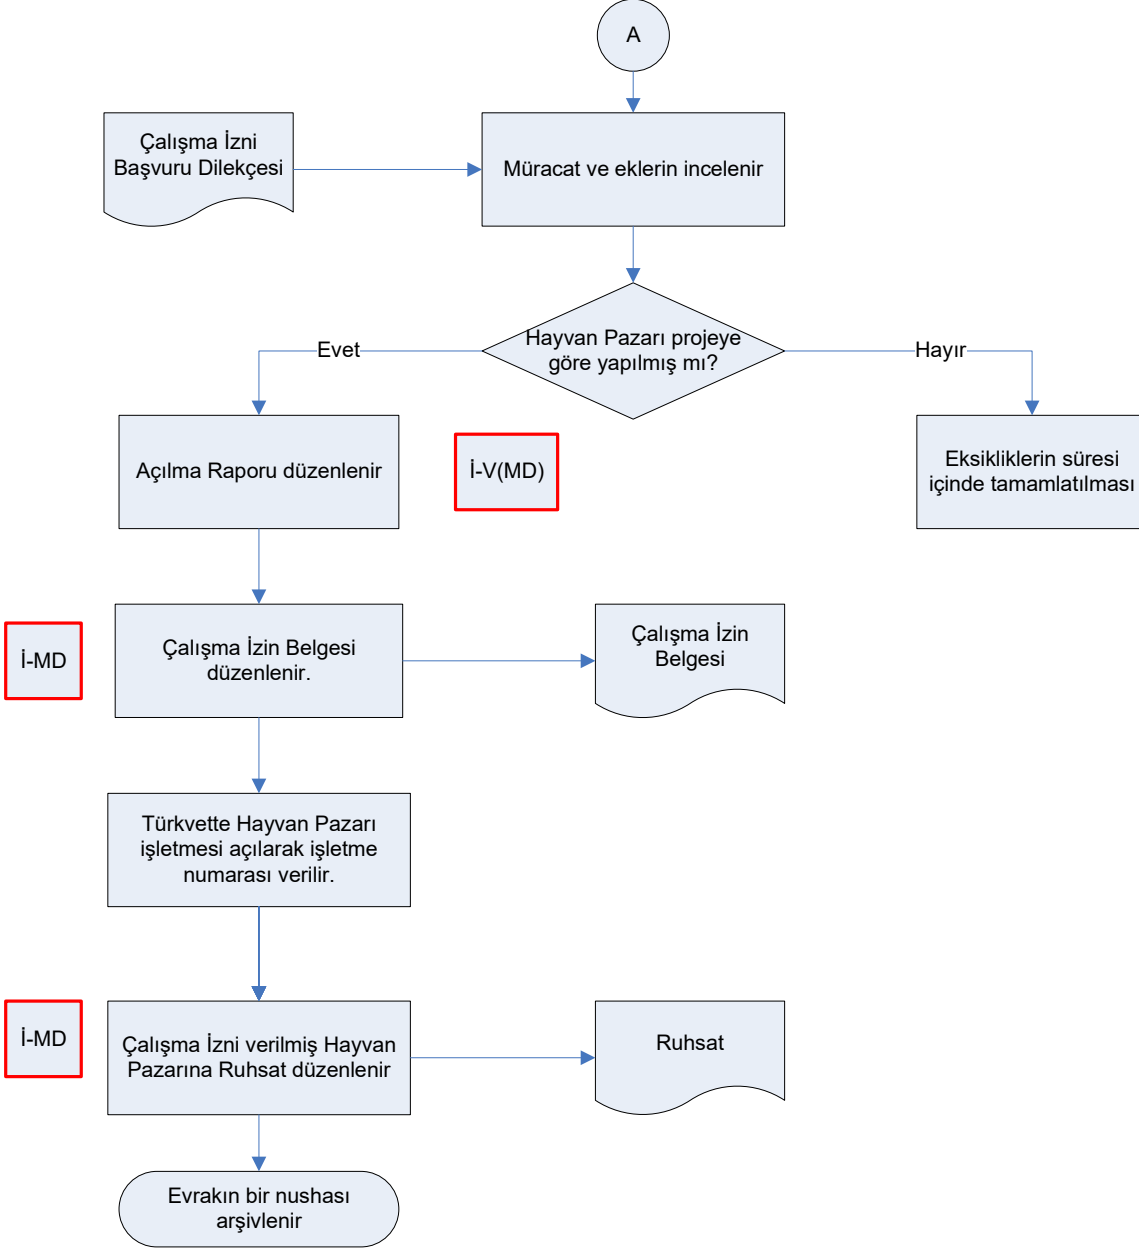 A
Çalışma İzni
Başvuru Dilekçesi
Müracat ve eklerin incelenir
Hayvan Pazarı projeye
göre yapılmış mı?
Evet
Hayır
Açılma Raporu düzenlenir
İ-V(MD)
Eksikliklerin süresi
içinde tamamlatılması
İ-MD
Çalışma İzin Belgesi
düzenlenir.
Çalışma İzin
Belgesi
Türkvette Hayvan Pazarı
işletmesi açılarak işletme
numarası verilir.
İ-MD
Çalışma İzni verilmiş Hayvan
Pazarına Ruhsat düzenlenir
Ruhsat
Evrakın bir nushası
arşivlenir